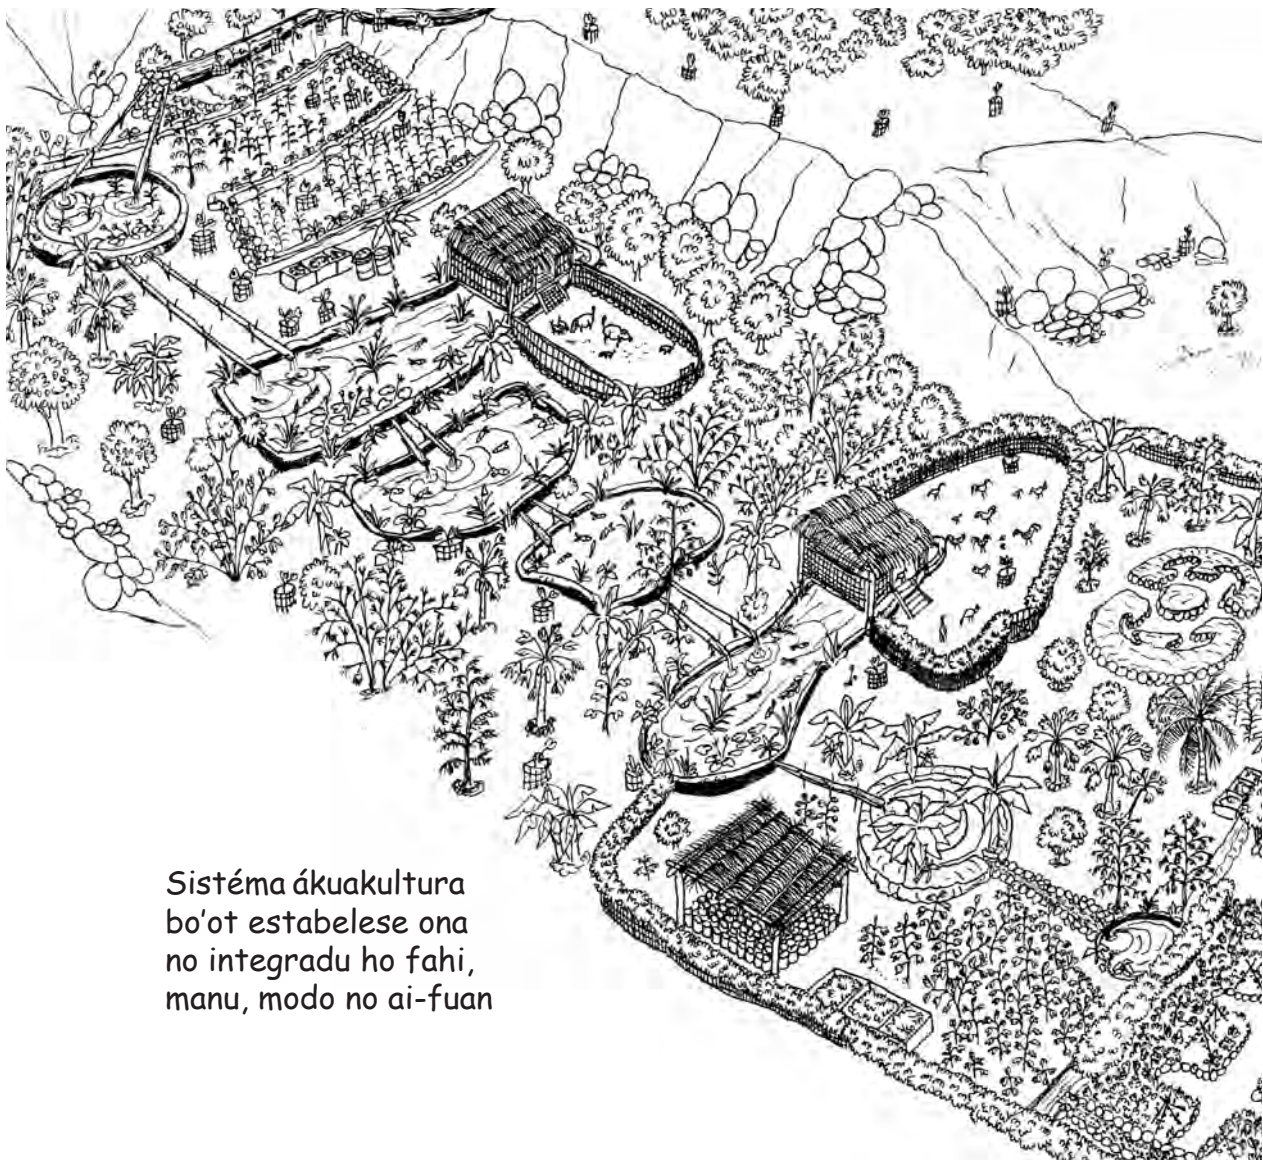 Sistéma ákuakultura
bo'ot estabelese ona
no integradu ho fahi,
manu, modo no ai-fuan